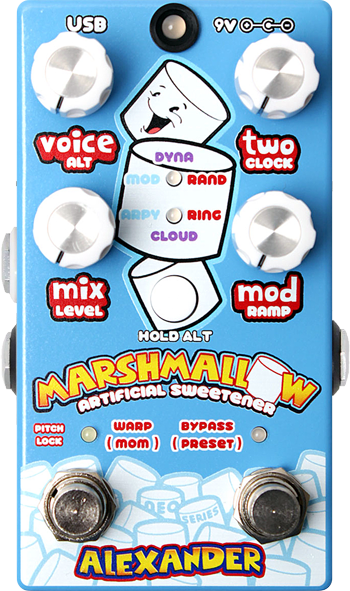 USB
9V
voice
ALT
two
CLOCK
DYNA
MOD RAND
ARPY RING
CLOUD
mix
LEVEL
mod
RAMP
HOLD ALT
MARSHMALLOW
ARTIFICIAL SWEETENER
PITCH
LOCK
WARP
(MOM)
BYPASS
(PRESET)
NEO
SERIES
ALEXANDER